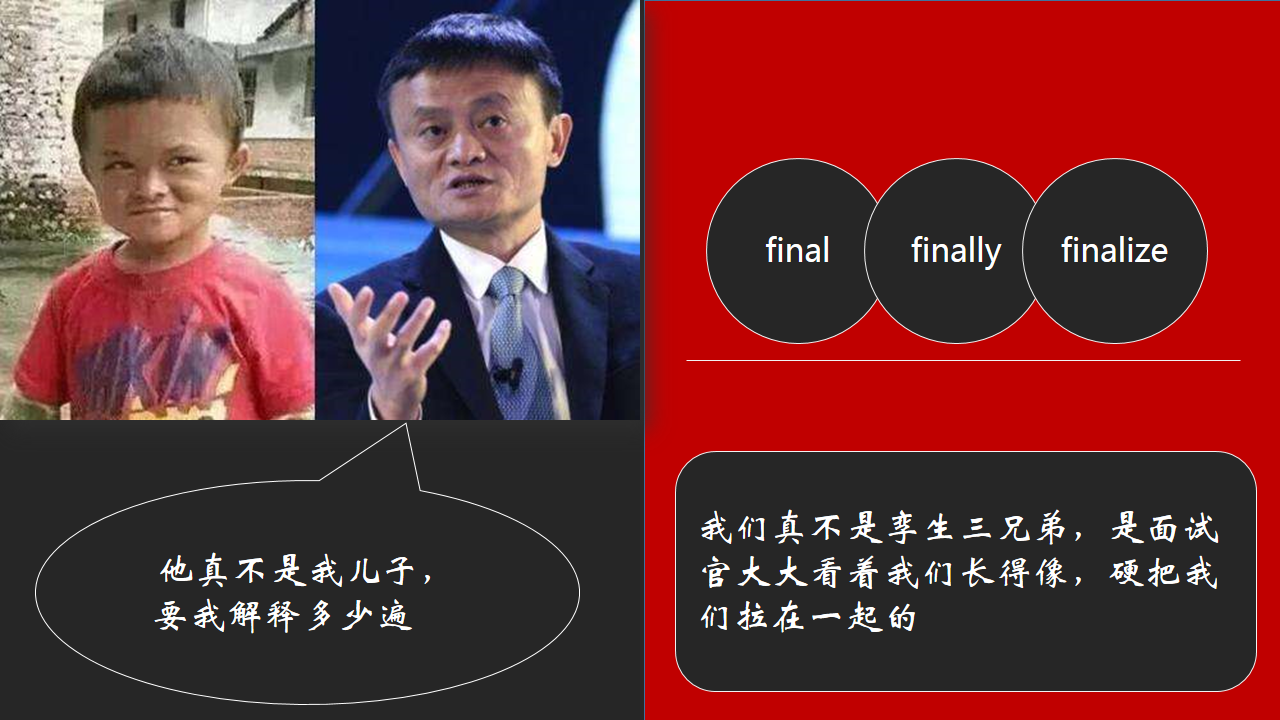 他真不是我儿子，
要我解释多少遍
final
finally
finalize
我们真不是孪生三兄弟，是面试
官大大看着我们长得像，硬把我
们拉在一起的